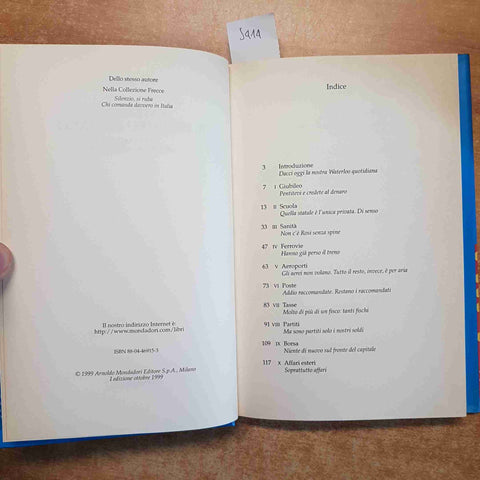 SA1A
Dello stesso autore
Nella Collezione Frecce
Silenzio, si ruba
Chi comanda davvero in Italia
Il nostro indirizzo Internet è:
http://www.mondadori.com/libri
ISBN 88-04-46915-3
© 1999 Arnoldo Mondadori Editore S.p.A., Milano
I edizione ottobre 1999
Indice
3 Introduzione
Dacci oggi la nostra Waterloo quotidiana
7 I Giubileo
Pentitevi e credete al denaro
13 II Scuola
Quella statale è l'unica privata. Di senso
33 III Sanità
Non c'è Rosi senza spine
47 IV Ferrovie
Hanno già perso il treno
63 V Aeroporti
Gli aerei non volano. Tutto il resto, invece, è per aria
73 VI Poste
Addio raccomandate. Restano i raccomandati
83 VII Tasse
Molto di più di un fisco: tanti fischi
91 VIII Partiti
Ma sono partiti solo i nostri soldi
109 IX Borsa
Niente di nuovo sul fronte del capitale
117 X Affari esteri
Soprattutto affari